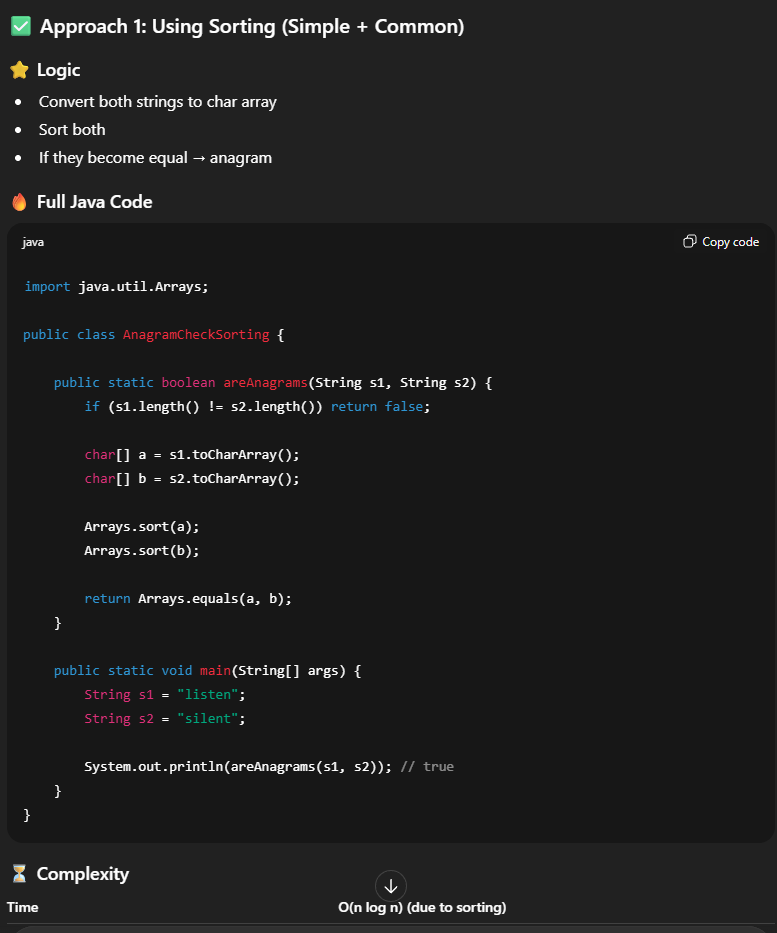 ✅ Approach 1: Using Sorting (Simple + Common)
⭐ Logic
• Convert both strings to char array
• Sort both
• If they become equal → anagram
🔥 Full Java Code
java Copy code
import java.util.Arrays;
public class AnagramCheckSorting {
public static boolean areAnagrams(String s1, String s2) {
if (s1.length() != s2.length()) return false;
char[] a = s1.toCharArray();
char[] b = s2.toCharArray();
Arrays.sort(a);
Arrays.sort(b);
return Arrays.equals(a, b);
}
public static void main(String[] args) {
String s1 = "listen";
String s2 = "silent";
System.out.println(areAnagrams(s1, s2)); // true
}
}
⏳ Complexity
Time O(n log n) (due to sorting)